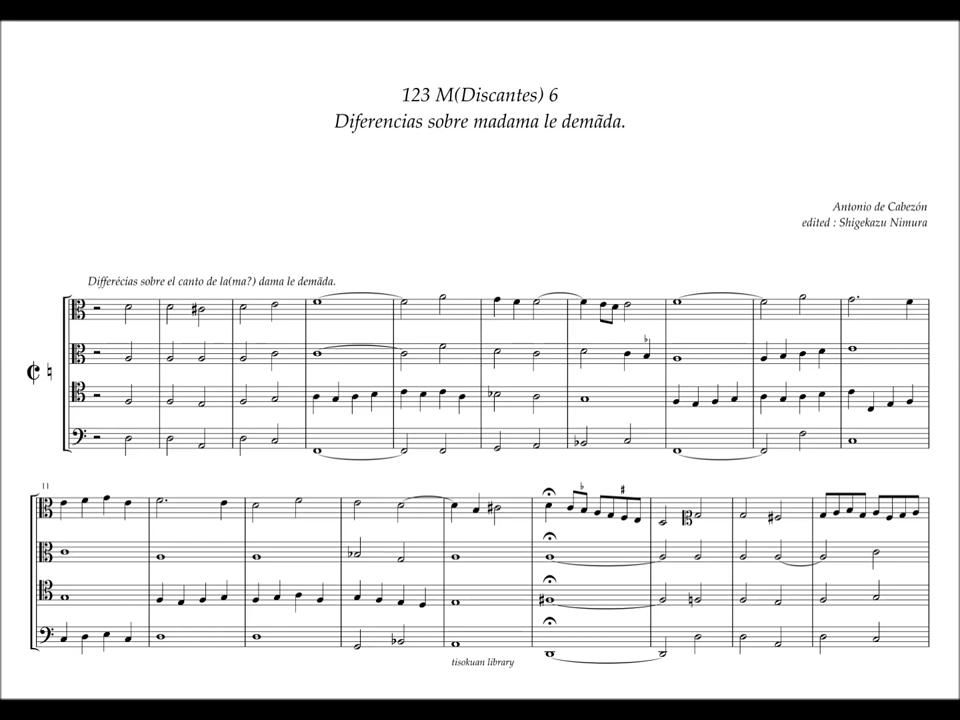 123 M(Discantes) 6
Diferencias sobre madama le demãda.
Antonio de Cabezón
edited : Shigekazu Nimura
Differécias sobre el canto de la(ma?) dama le demãda.
11
tisokuan library